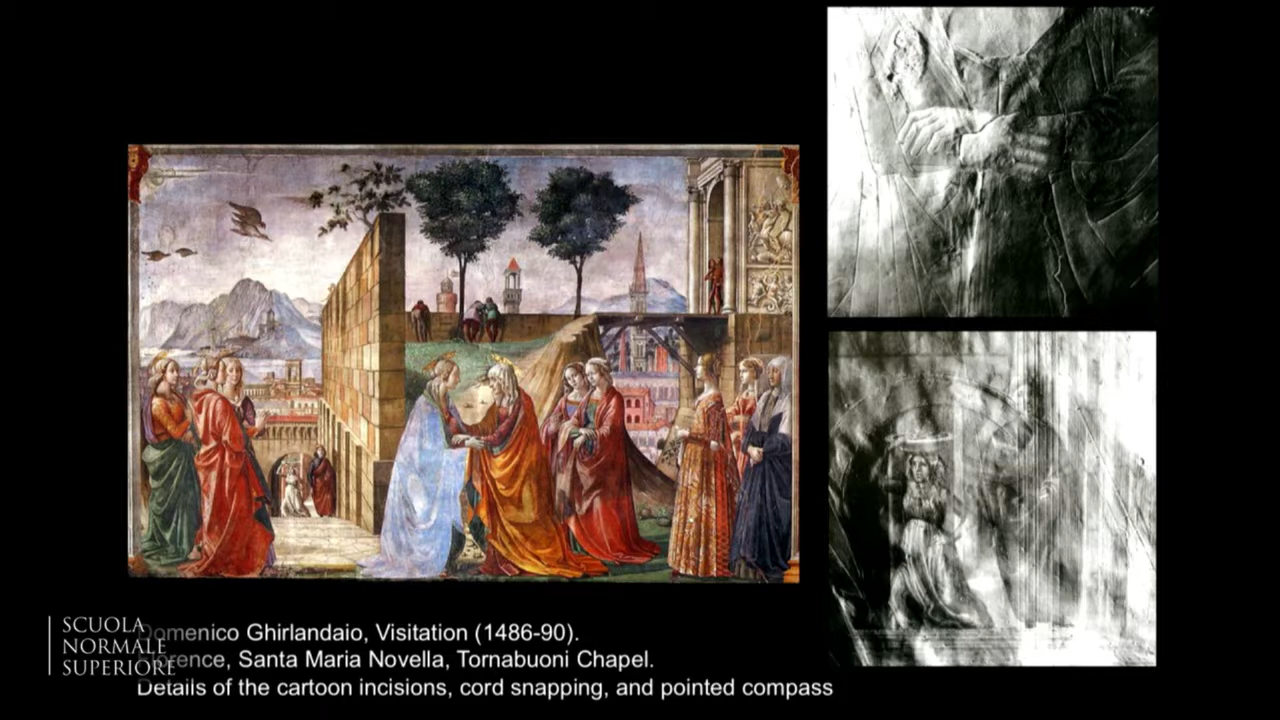 Domenico Ghirlandaio, Visitation (1486-90).
Florence, Santa Maria Novella, Tornabuoni Chapel.
Details of the cartoon incisions, cord snapping, and pointed compass
SCUOLA
NORMALE
SUPERIORE